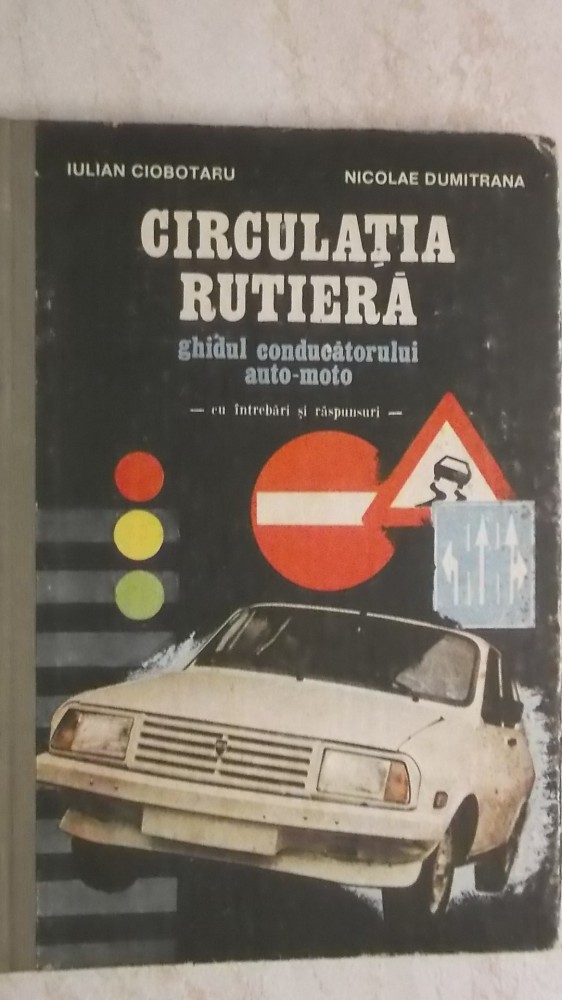 IULIAN CIOBOTARU
NICOLAE DUMITRANA
CIRCULAȚIA
RUTIERĂ
ghidul conducătorului
auto-moto
— cu întrebări și răspunsuri —